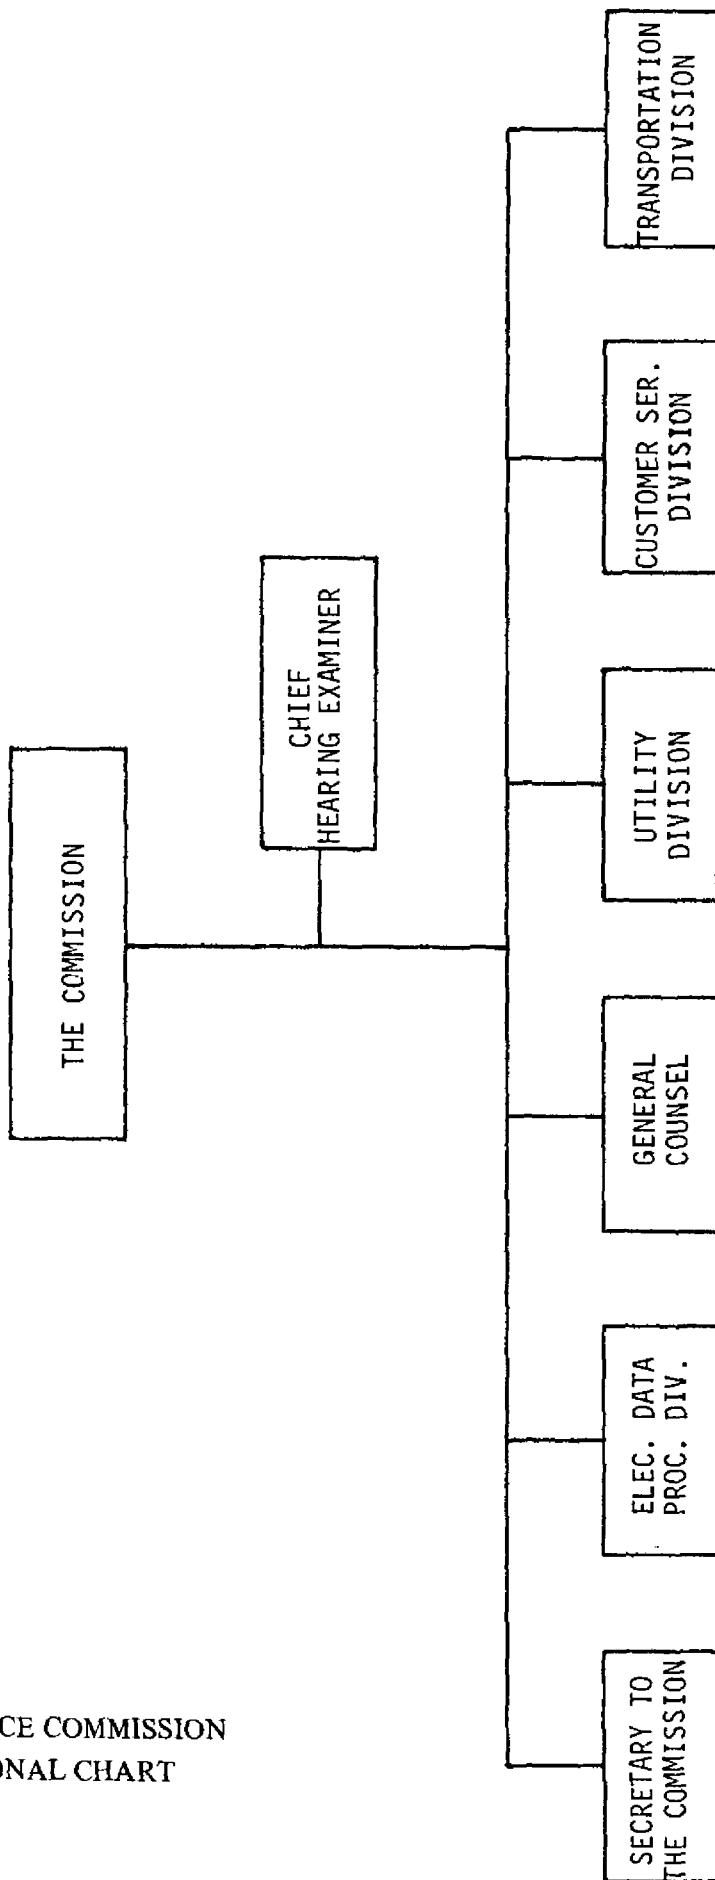 THE COMMISSION
CHIEF
HEARING EXAMINER
SECRETARY TO
THE COMMISSION
ELEC. DATA
PROC. DIV.
GENERAL
COUNSEL
UTILITY
DIVISION
CUSTOMER SER.
DIVISION
TRANSPORTATION
DIVISION
CE COMMISSION
ONAL CHART